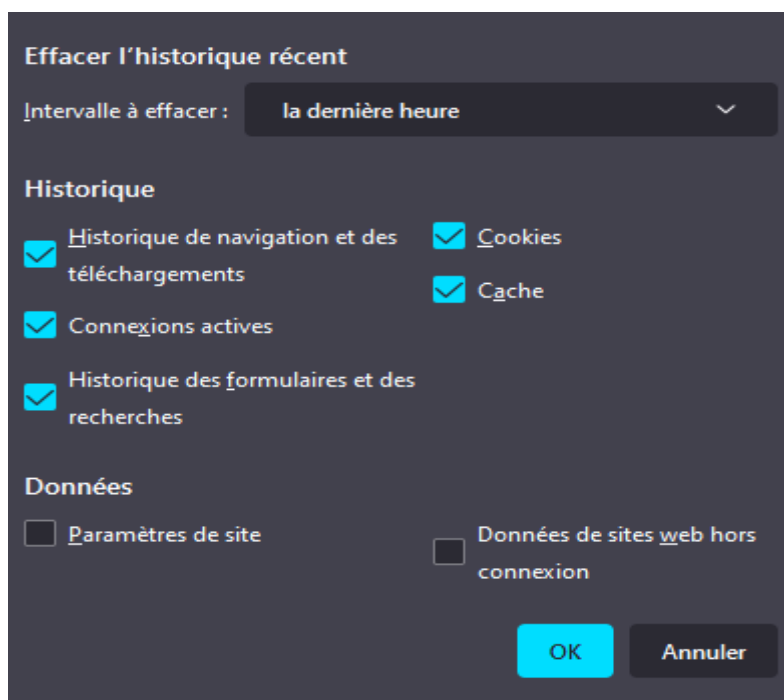 Effacer l’historique récent
Intervalle à effacer : la dernière heure
Historique
Historique de navigation et des
téléchargements
Cookies
Cache
Connexions actives
Historique des formulaires et des
recherches
Données
Paramètres de site
Données de sites web hors
connexion
OK Annuler